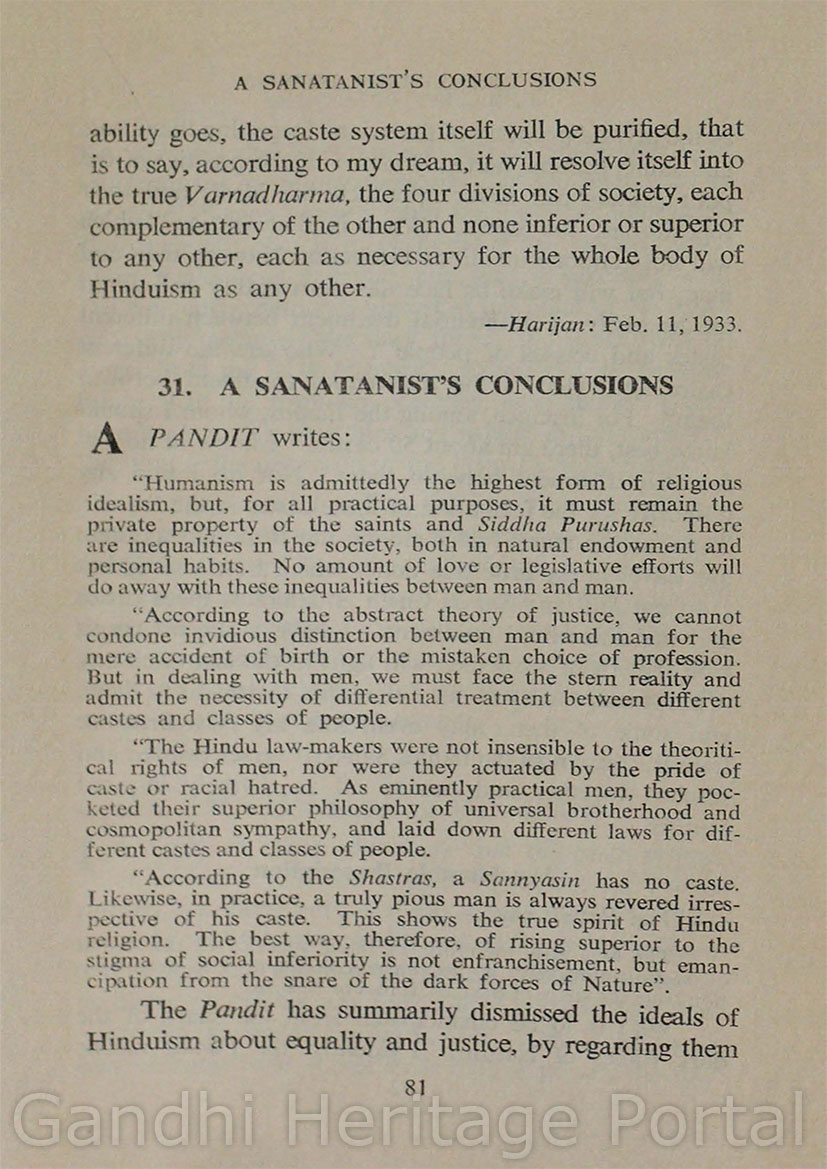 A SANATANIST'S CONCLUSIONS
ability goes, the caste system itself will be purified, that
is to say, according to my dream, it will resolve itself into
the true Varnadharma, the four divisions of society, each
complementary of the other and none inferior or superior
to any other, each as necessary for the whole body of
Hinduism as any other.
—Harijan: Feb. 11, 1933.
31. A SANATANIST'S CONCLUSIONS
A PANDIT writes:
"Humanism is admittedly the highest form of religious
idealism, but, for all practical purposes, it must remain the
private property of the saints and Siddha Purushas. There
are inequalities in the society, both in natural endowment and
personal habits. No amount of love or legislative efforts will
do away with these inequalities between man and man.
"According to the abstract theory of justice, we cannot
condone invidious distinction between man and man for the
mere accident of birth or the mistaken choice of profession.
But in dealing with men, we must face the stern reality and
admit the necessity of differential treatment between different
castes and classes of people.
"The Hindu law-makers were not insensible to the theoriti-
cal rights of men, nor were they actuated by the pride of
caste or racial hatred. As eminently practical men, they poc-
keted their superior philosophy of universal brotherhood and
cosmopolitan sympathy, and laid down different laws for dif-
ferent castes and classes of people.
"According to the Shastras, a Sannyasin has no caste.
Likewise, in practice, a truly pious man is always revered irres-
pective of his caste. This shows the true spirit of Hindu
religion. The best way, therefore, of rising superior to the
stigma of social inferiority is not enfranchisement, but eman-
cipation from the snare of the dark forces of Nature".
The Pandit has summarily dismissed the ideals of
Hinduism about equality and justice, by regarding them
81
Gandhi Heritage Portal